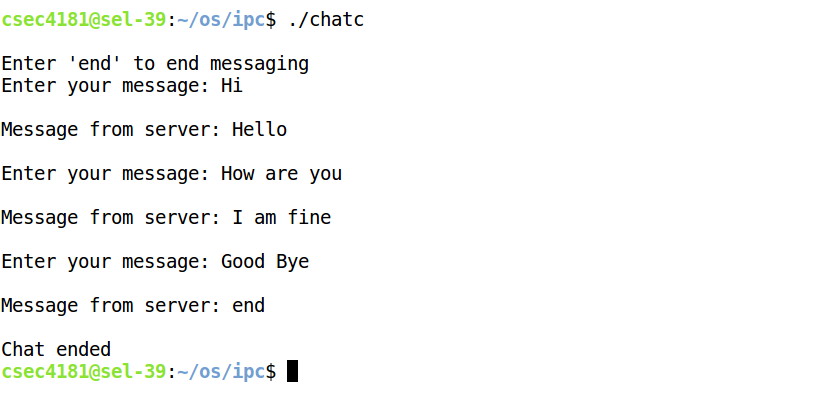 csec4181@sel-39:~/os/ipc$ ./chatc
Enter 'end' to end messaging
Enter your message: Hi
Message from server: Hello
Enter your message: How are you
Message from server: I am fine
Enter your message: Good Bye
Message from server: end
Chat ended
csec4181@sel-39:~/os/ipc$